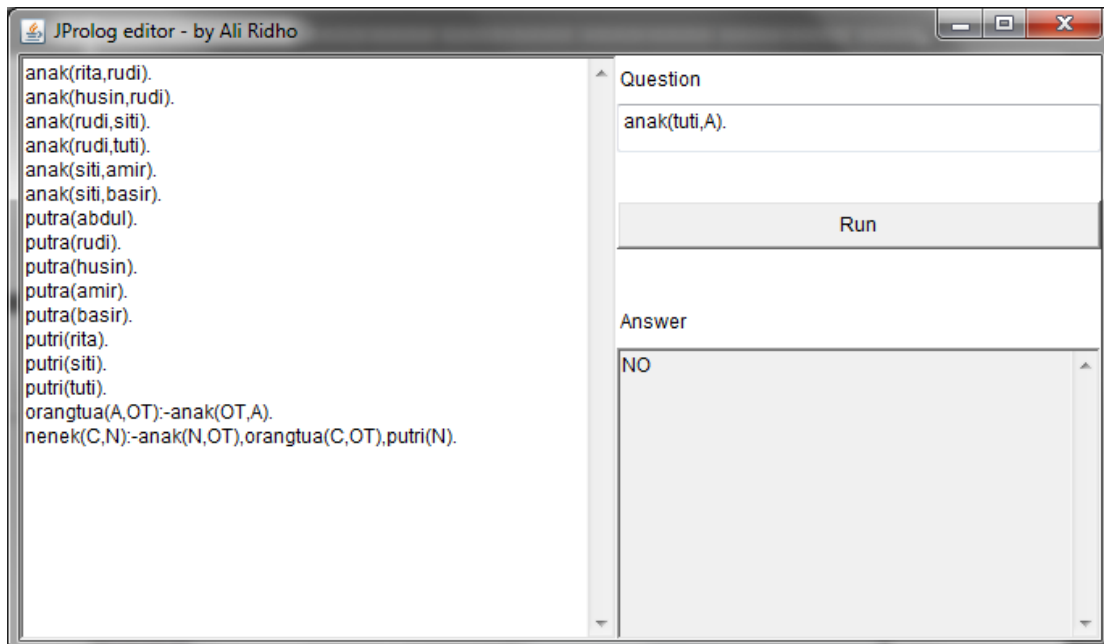 JProlog editor - by Ali Ridho
anak(rita,rudi).
anak(husin,rudi).
anak(rudi,siti).
anak(rudi,tuti).
anak(siti,amir).
anak(siti,basir).
putra(abdul).
putra(rudi).
putra(husin).
putra(amir).
putra(basir).
putri(rita).
putri(siti).
putri(tuti).
orangtua(A,OT):-anak(OT,A).
nenek(C,N):-anak(N,OT),orangtua(C,OT),putri(N).
Question
anak(tuti,A).
Run
Answer
NO